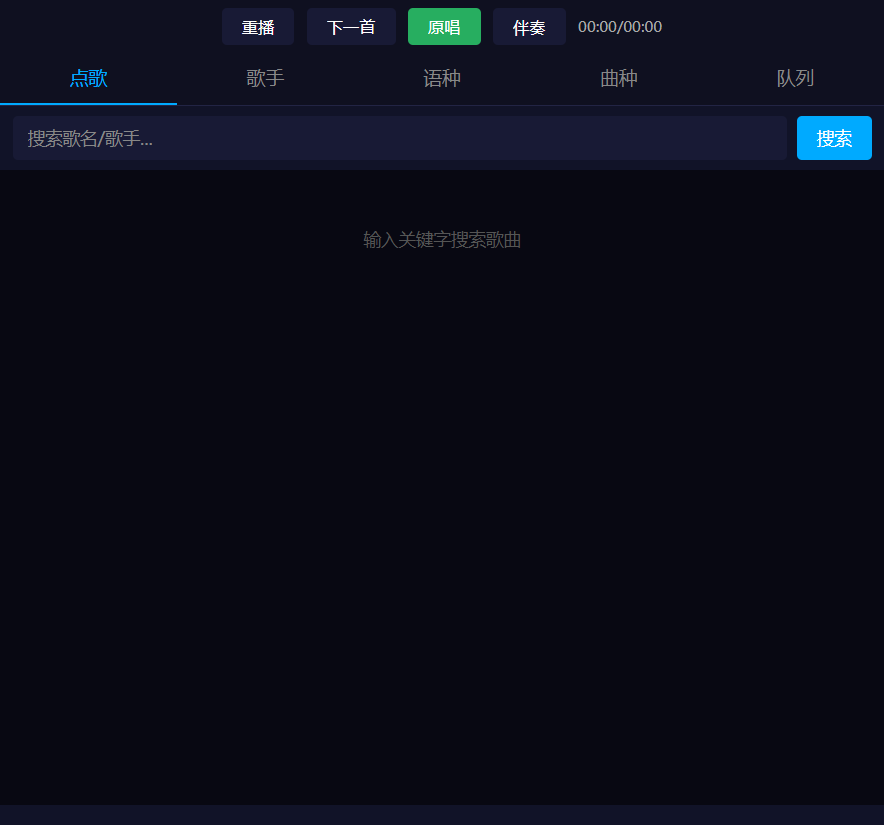 重播 下一首 原唱 伴奏 00:00/00:00
点歌 歌手 语种 曲种 队列
搜索歌名/歌手... 搜索
输入关键字搜索歌曲